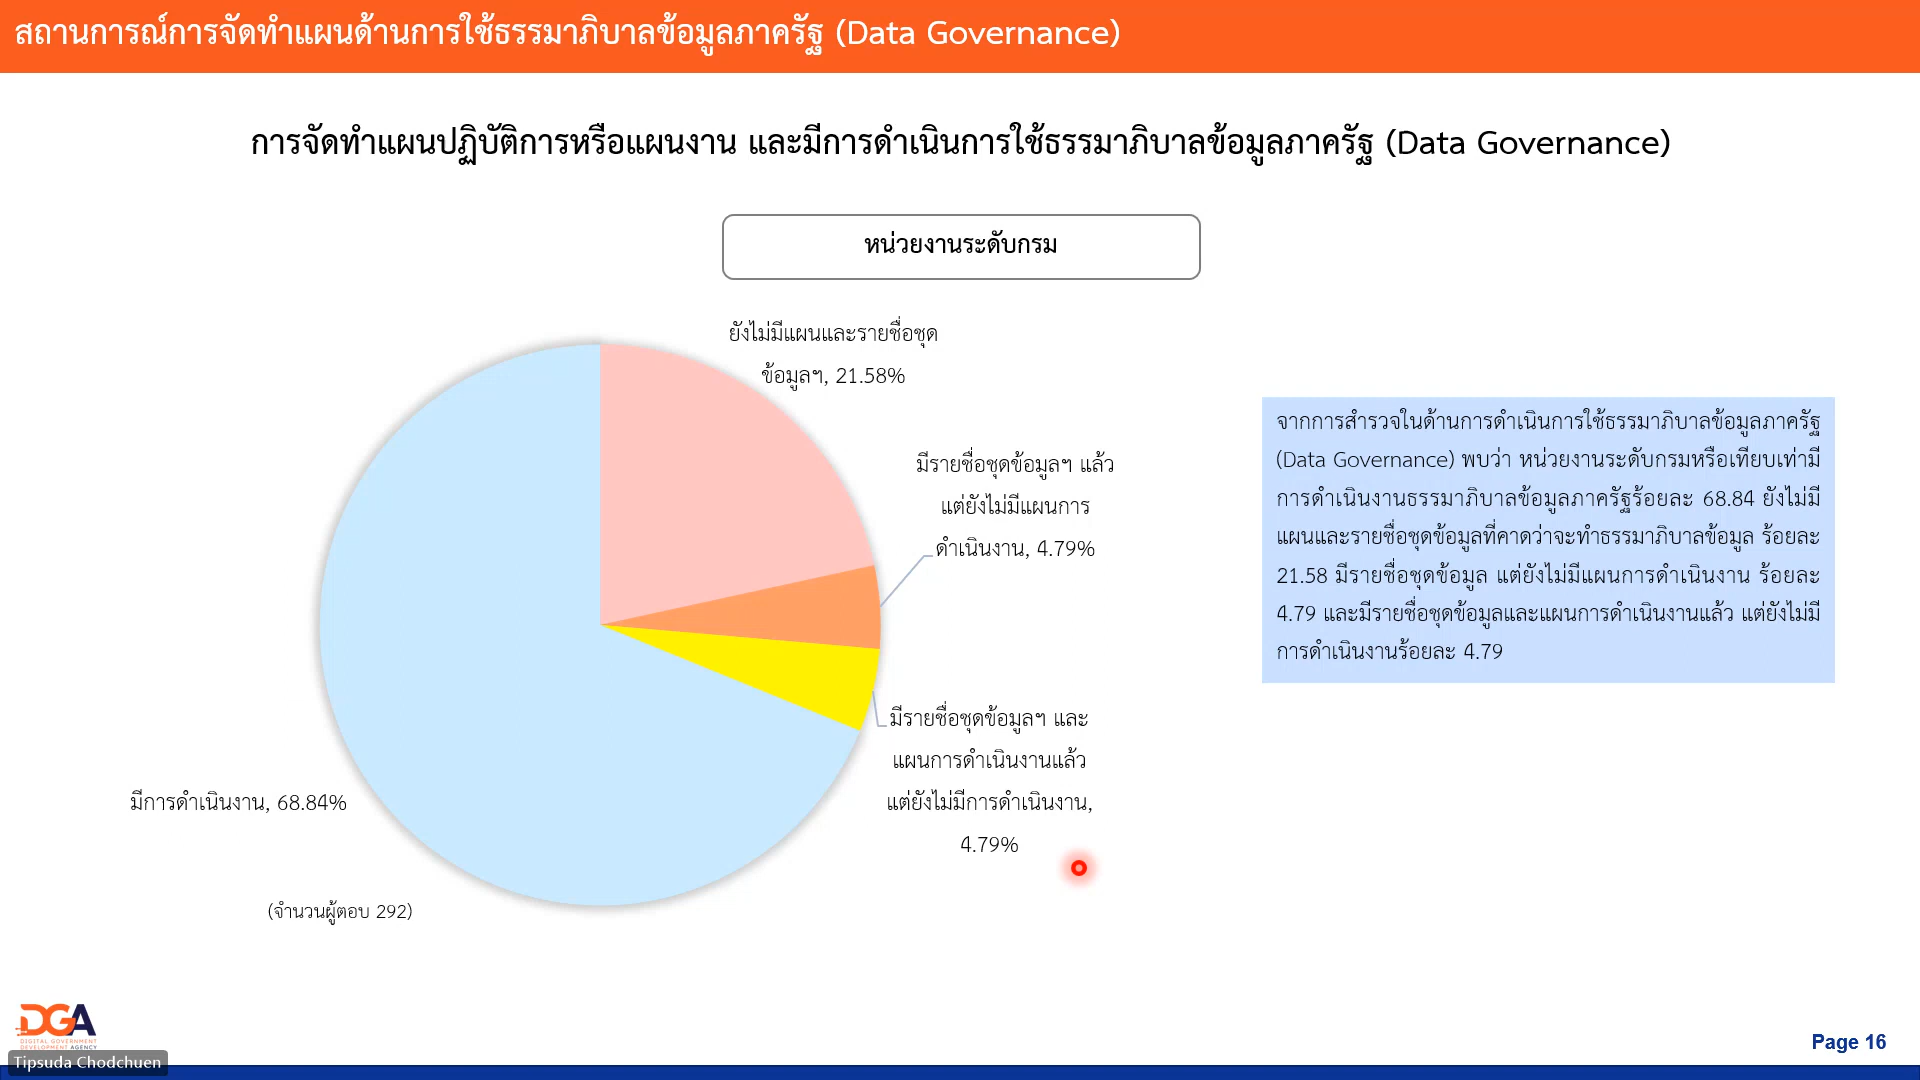 สถานการณ์การจัดทำแผนด้านการใช้ธรรมาภิบาลข้อมูลภาครัฐ (Data Governance)
การจัดทำแผนปฏิบัติการหรือแผนงาน และมีการดำเนินการใช้ธรรมาภิบาลข้อมูลภาครัฐ (Data Governance)
หน่วยงานระดับกรม
ยังไม่มีแผนและรายชื่อชุด
ข้อมูลฯ, 21.58%
มีรายชื่อชุดข้อมูลฯ แล้ว
แต่ยังไม่มีแผนการ
ดำเนินงาน, 4.79%
มีรายชื่อชุดข้อมูลฯ และ
แผนการดำเนินงานแล้ว
แต่ยังไม่มีการดำเนินงาน,
4.79%
มีการดำเนินงาน, 68.84%
(จำนวนผู้ตอบ 292)
จากการสำรวจในด้านการดำเนินการใช้ธรรมาภิบาลข้อมูลภาครัฐ
(Data Governance) พบว่า หน่วยงานระดับกรมหรือเทียบเท่ามี
การดำเนินงานธรรมาภิบาลข้อมูลภาครัฐร้อยละ 68.84 ยังไม่มี
แผนและรายชื่อชุดข้อมูลที่คาดว่าจะทำธรรมาภิบาลข้อมูล ร้อยละ
21.58 มีรายชื่อชุดข้อมูล แต่ยังไม่มีแผนการดำเนินงาน ร้อยละ
4.79 และมีรายชื่อชุดข้อมูลและแผนการดำเนินงานแล้ว แต่ยังไม่มี
การดำเนินงานร้อยละ 4.79
DGA
DIGITAL GOVERNMENT
DEVELOPMENT AGENCY
Tipsuda Chodchuen
Page 16